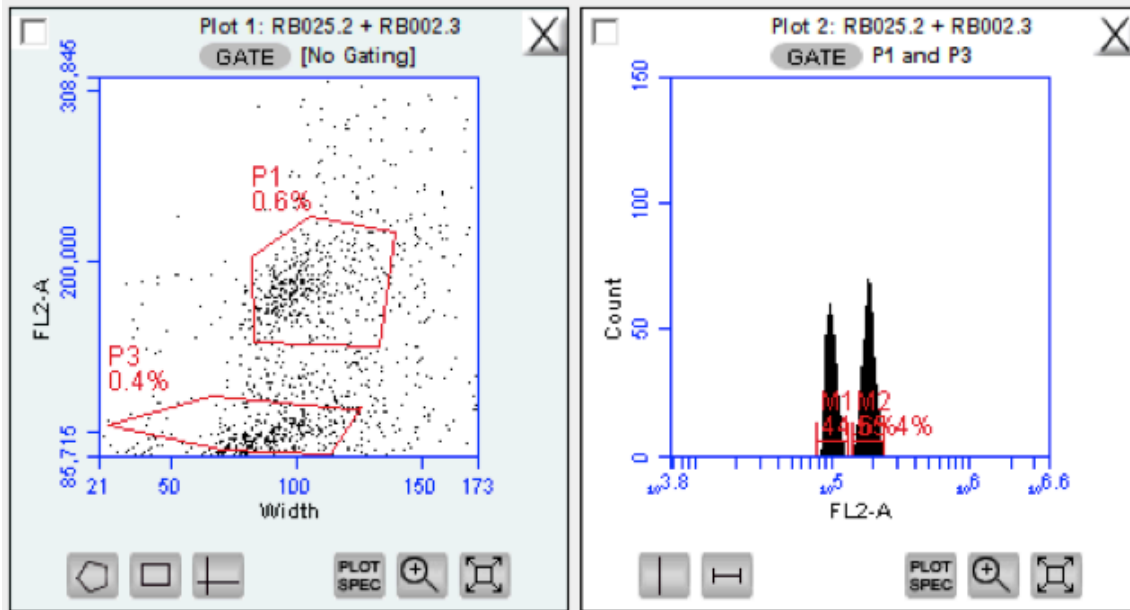 Plot 1: RB025.2 + RB002.3
GATE [No Gating]
308,845
200,000
85,715
FL2-A
P1
0.6%
P3
0.4%
21 50 100 150 173
Width
PLOT SPEC
Plot 2: RB025.2 + RB002.3
GATE P1 and P3
150
100
50
0
Count
M1 M2
10^3.8 10^5 10^6 10^6.6
FL2-A
PLOT SPEC